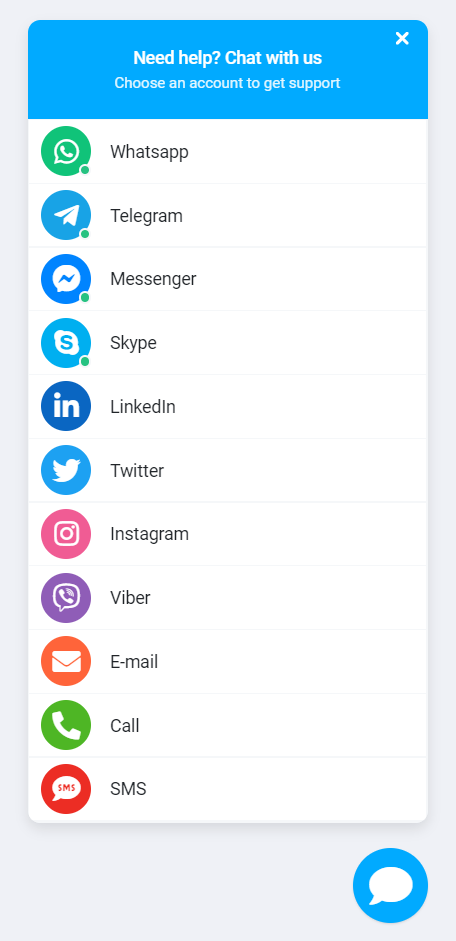 Need help? Chat with us
Choose an account to get support
Whatsapp
Telegram
Messenger
Skype
LinkedIn
Twitter
Instagram
Viber
E-mail
Call
SMS
SMS